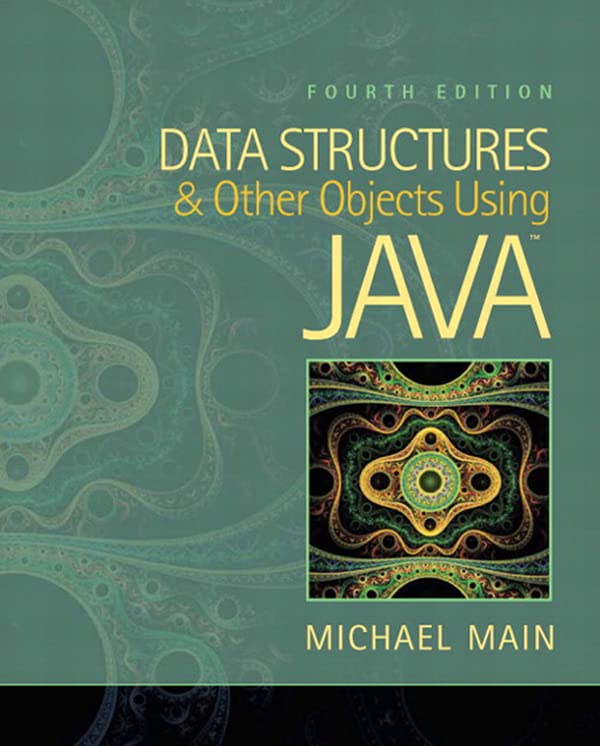 FOURTH EDITION
DATA STRUCTURES
& Other Objects Using
JAVA™
MICHAEL MAIN